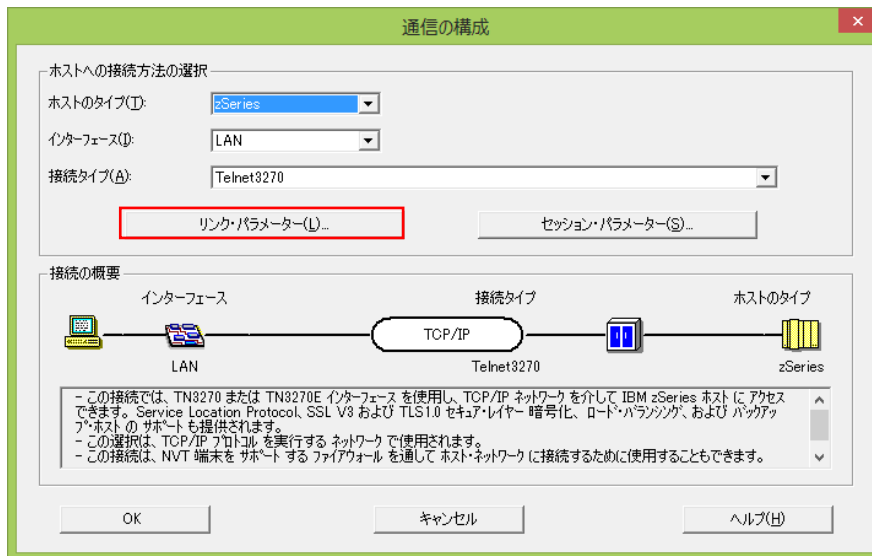 通信の構成
ホストへの接続方法の選択
ホストのタイプ(T):
zSeries
インターフェース(I):
LAN
接続タイプ(A):
Telnet3270
リンク・パラメーター(L)...
セッション・パラメーター(S)...
接続の概要
インターフェース
接続タイプ
ホストのタイプ
TCP/IP
LAN
Telnet3270
zSeries
- この接続では、TN3270 または TN3270E インターフェース を使用し、TCP/IP ネットワーク を介して IBM zSeries ホスト に アクセス
できます。Service Location Protocol、SSL V3 および TLS1.0 セキュア・レイヤー 暗号化、ロード・バランシング、および バックアッ
プ・ホスト の サポート も提供されます。
- この選択は、TCP/IP プロトコル を実行する ネットワーク で使用されます。
- この接続は、NVT 端末を サポート する ファイアウォール を通して ホスト・ネットワーク に接続するために使用することもできます。
OK
キャンセル
ヘルプ(H)